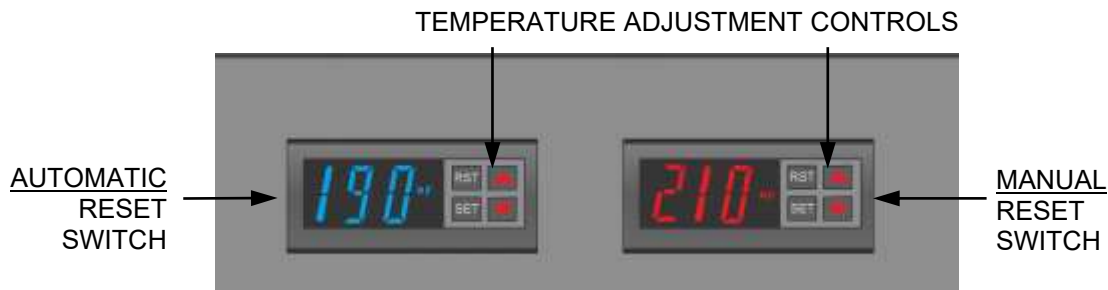 TEMPERATURE ADJUSTMENT CONTROLS
AUTOMATIC
RESET
SWITCH
190 °F
RST
SET
210
RST
SET
MANUAL
RESET
SWITCH